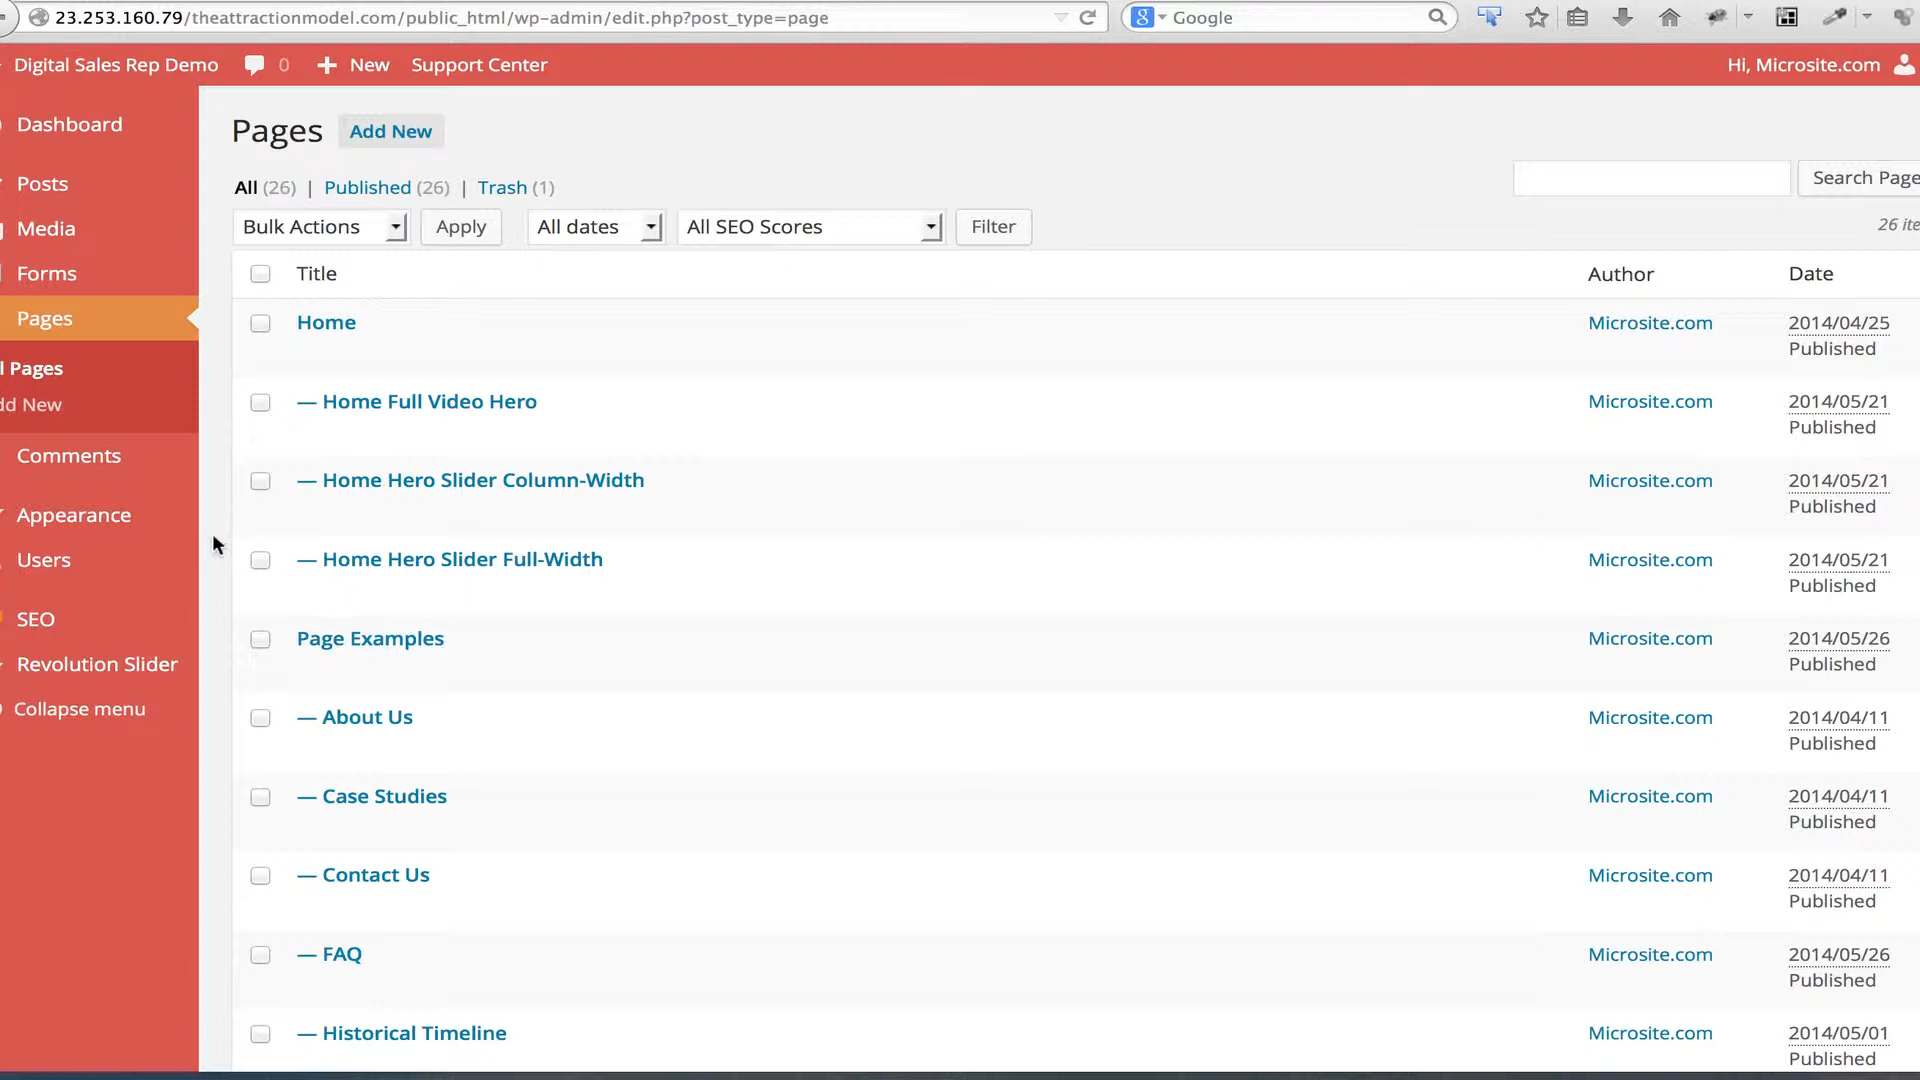 23.253.160.79/theattractionmodel.com/public_html/wp-admin/edit.php?post_type=page
8 Google
Digital Sales Rep Demo 0 + New Support Center Hi, Microsite.com
Dashboard
Posts
Media
Forms
Pages
l Pages
dd New
Comments
Appearance
Users
SEO
Revolution Slider
Collapse menu
Pages Add New
All (26) | Published (26) | Trash (1)
Search Page
Bulk Actions Apply All dates All SEO Scores Filter
26 ite
Title Author Date
Home Microsite.com 2014/04/25
Published
— Home Full Video Hero Microsite.com 2014/05/21
Published
— Home Hero Slider Column-Width Microsite.com 2014/05/21
Published
— Home Hero Slider Full-Width Microsite.com 2014/05/21
Published
Page Examples Microsite.com 2014/05/26
Published
— About Us Microsite.com 2014/04/11
Published
— Case Studies Microsite.com 2014/04/11
Published
— Contact Us Microsite.com 2014/04/11
Published
— FAQ Microsite.com 2014/05/26
Published
— Historical Timeline Microsite.com 2014/05/01
Published